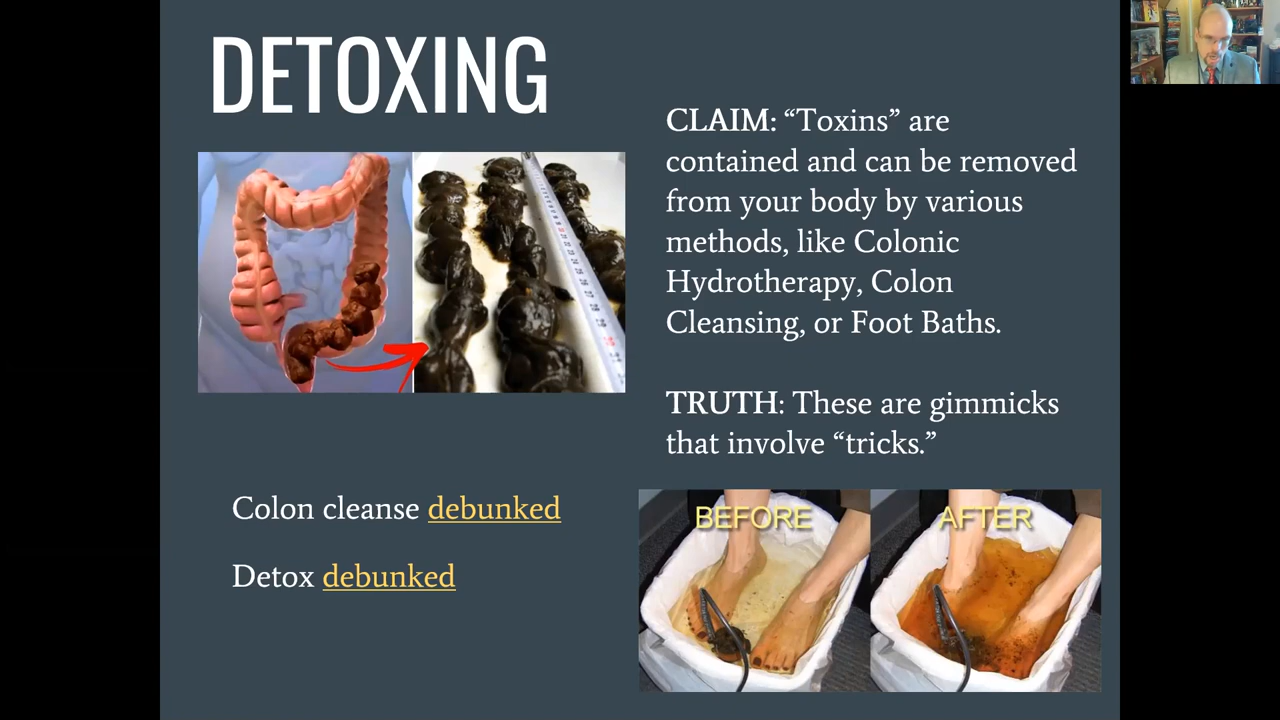 DETOXING
CLAIM: “Toxins” are
contained and can be removed
from your body by various
methods, like Colonic
Hydrotherapy, Colon
Cleansing, or Foot Baths.
TRUTH: These are gimmicks
that involve “tricks.”
Colon cleanse debunked
Detox debunked
BEFORE
AFTER